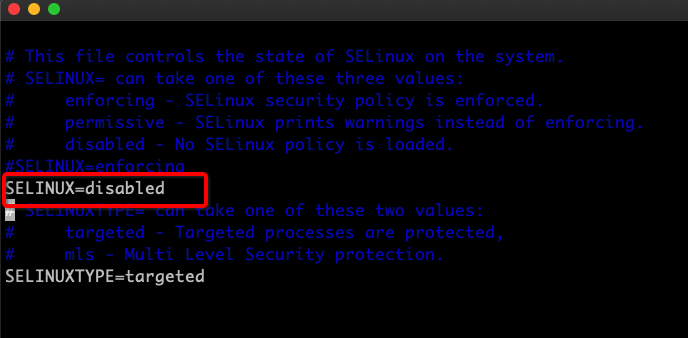 # This file controls the state of SELinux on the system.
# SELINUX= can take one of these three values:
#     enforcing - SELinux security policy is enforced.
#     permissive - SELinux prints warnings instead of enforcing.
#     disabled - No SELinux policy is loaded.
#SELINUX=enforcing
SELINUX=disabled
# SELINUXTYPE= can take one of these two values:
#     targeted - Targeted processes are protected,
#     mls - Multi Level Security protection.
SELINUXTYPE=targeted